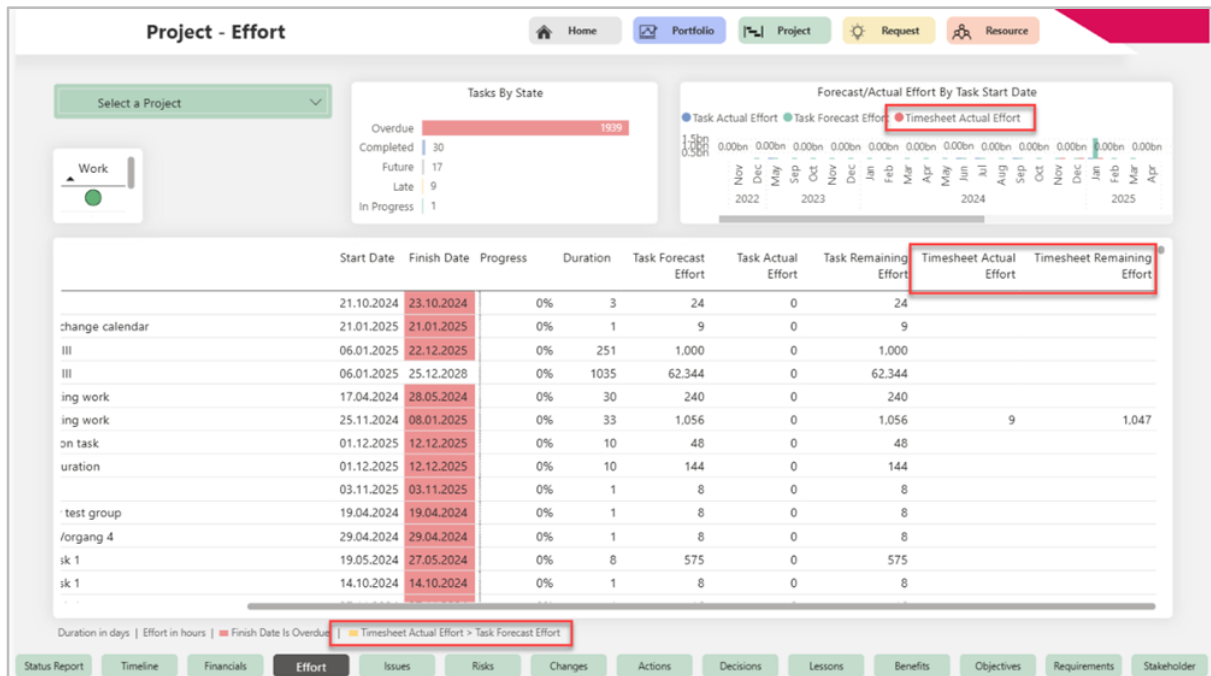 Project - Effort
Home
Portfolio
Project
Request
Resource
Select a Project
Work
Tasks By State
Overdue 1939
Completed 30
Future 17
Late 9
In Progress 1
Forecast/Actual Effort By Task Start Date
Task Actual Effort Task Forecast Effort Timesheet Actual Effort
1.5bn
1.0bn
0.5bn
0.00bn 0.00bn 0.00bn 0.00bn 0.00bn 0.00bn 0.00bn 0.00bn 0.00bn 0.00bn 0.00bn 0.00bn
Nov Dec May Sep Oct Nov Dec Jan Feb Mar Apr May Jun Jul Aug Sep Oct Nov Dec Jan Feb Mar Apr
2022 2023 2024 2025
Start Date Finish Date Progress Duration Task Forecast Effort Task Actual Effort Task Remaining Effort Timesheet Actual Effort Timesheet Remaining Effort
21.10.2024 23.10.2024 0% 3 24 0 24
change calendar 21.01.2025 21.01.2025 0% 1 9 0 9
III 06.01.2025 22.12.2025 0% 251 1,000 0 1,000
III 06.01.2025 25.12.2028 0% 1035 62,344 0 62,344
ing work 17.04.2024 28.05.2024 0% 30 240 0 240
ing work 25.11.2024 08.01.2025 0% 33 1,056 0 1,056 9 1,047
on task 01.12.2025 12.12.2025 0% 10 48 0 48
uration 01.12.2025 12.12.2025 0% 10 144 0 144
03.11.2025 03.11.2025 0% 1 8 0 8
test group 19.04.2024 19.04.2024 0% 1 8 0 8
Vorgang 4 29.04.2024 29.04.2024 0% 1 8 0 8
sk 1 19.05.2024 27.05.2024 0% 8 575 0 575
sk 1 14.10.2024 14.10.2024 0% 1 8 0 8
Duration in days | Effort in hours | Finish Date Is Overdue | Timesheet Actual Effort > Task Forecast Effort
Status Report
Timeline
Financials
Effort
Issues
Risks
Changes
Actions
Decisions
Lessons
Benefits
Objectives
Requirements
Stakeholder